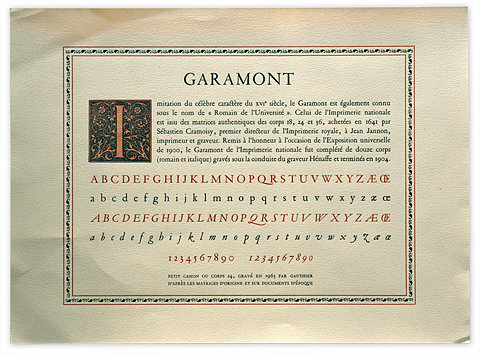 GARAMONT
Imitation du célèbre caractère du XVIᵉ siècle, le Garamont est également connu
sous le nom de « Romain de l'Université ». Celui de l'Imprimerie nationale
est issu des matrices authentiques des corps 18, 24 et 36, achetées en 1641 par
Sébastien Cramoisy, premier directeur de l'Imprimerie royale, à Jean Jannon,
imprimeur et graveur. Remis à l'honneur à l'occasion de l'Exposition universelle
de 1900, le Garamont de l'Imprimerie nationale fut complété de douze corps
(romain et italique) gravés sous la conduite du graveur Hénaffe et terminés en 1904.
ABCDEFGHIJKLMNOPQRSTUVWXYZÆŒ
abcdefghijklmnopqrstuvwxyzæœ
ABCDEFGHIJKLMNOPQRSTUVWXYZÆŒ
abcdefghijklmnopqrstuvwxyzæœ
1234567890 1234567890
PETIT CANON OU CORPS 24, GRAVÉ EN 1965 PAR GAUTHIER
D'APRÈS LES MATRICES D'ORIGINE ET SUR DOCUMENTS D'ÉPOQUE